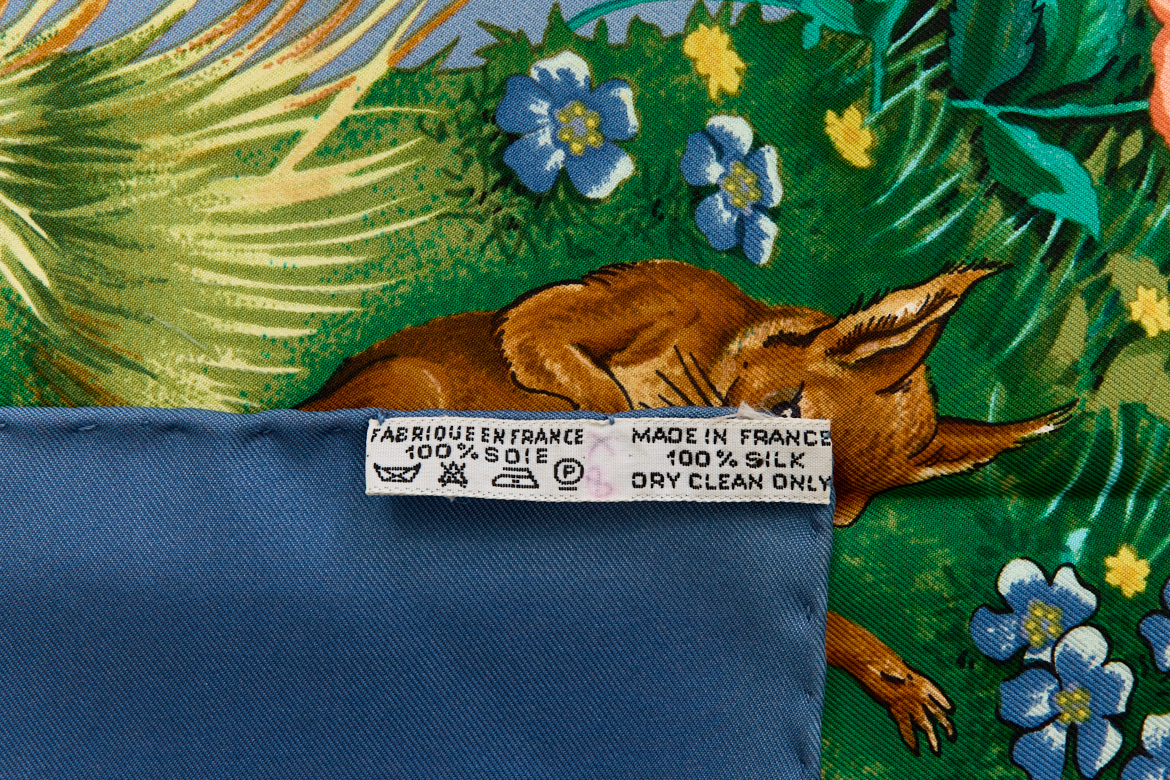 FABRIQUE EN FRANCE
100% SOIE
P
MADE IN FRANCE
100% SILK
DRY CLEAN ONLY